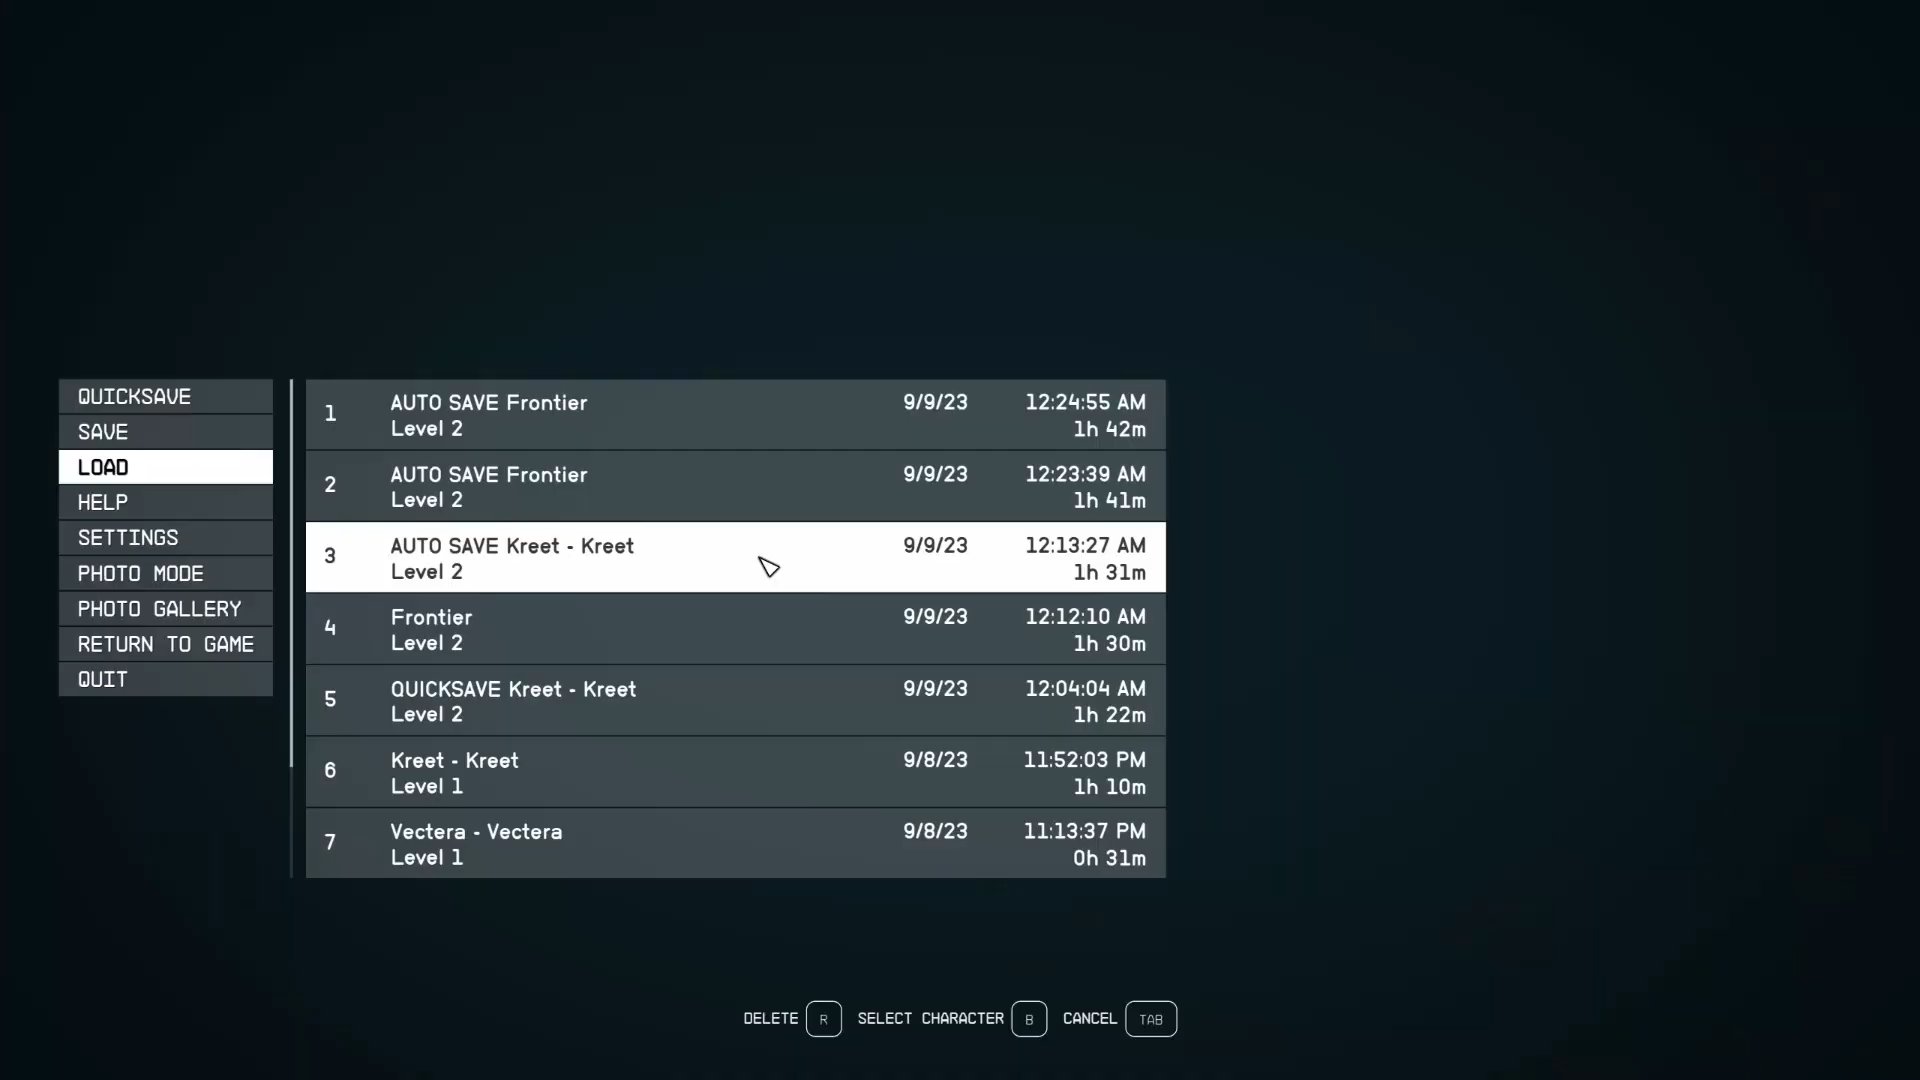 QUICKSAVE
SAVE
LOAD
HELP
SETTINGS
PHOTO MODE
PHOTO GALLERY
RETURN TO GAME
QUIT
1 AUTO SAVE Frontier 9/9/23 12:24:55 AM
Level 2 1h 42m
2 AUTO SAVE Frontier 9/9/23 12:23:39 AM
Level 2 1h 41m
3 AUTO SAVE Kreet - Kreet 9/9/23 12:13:27 AM
Level 2 1h 31m
4 Frontier 9/9/23 12:12:10 AM
Level 2 1h 30m
5 QUICKSAVE Kreet - Kreet 9/9/23 12:04:04 AM
Level 2 1h 22m
6 Kreet - Kreet 9/8/23 11:52:03 PM
Level 1 1h 10m
7 Vectera - Vectera 9/8/23 11:13:37 PM
Level 1 0h 31m
DELETE R SELECT CHARACTER B CANCEL TAB